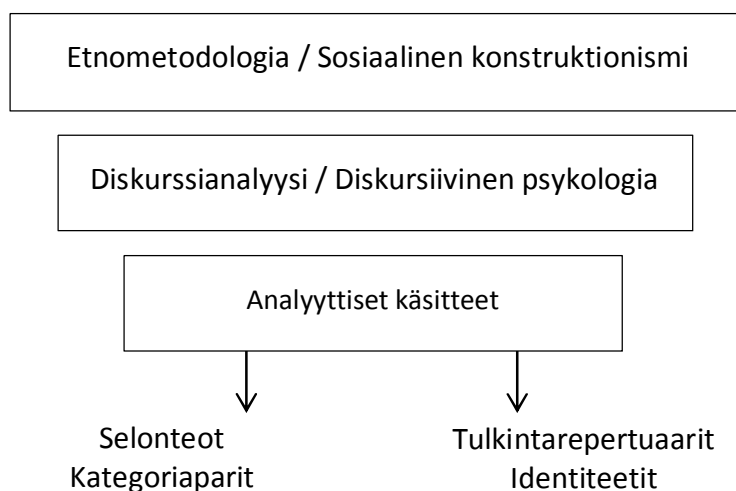 Etnometodologia / Sosiaalinen konstruktionismi
Diskurssianalyysi / Diskursiivinen psykologia
Analyyttiset käsitteet
Selonteot
Kategoriaparit
Tulkintarepertuaarit
Identiteetit